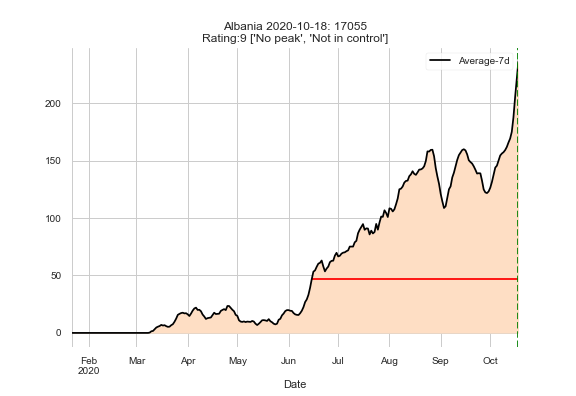 Albania 2020-10-18: 17055
Rating:9 ['No peak', 'Not in control']
Average-7d
200
150
100
50
0
Feb Mar Apr May Jun Jul Aug Sep Oct
2020
Date